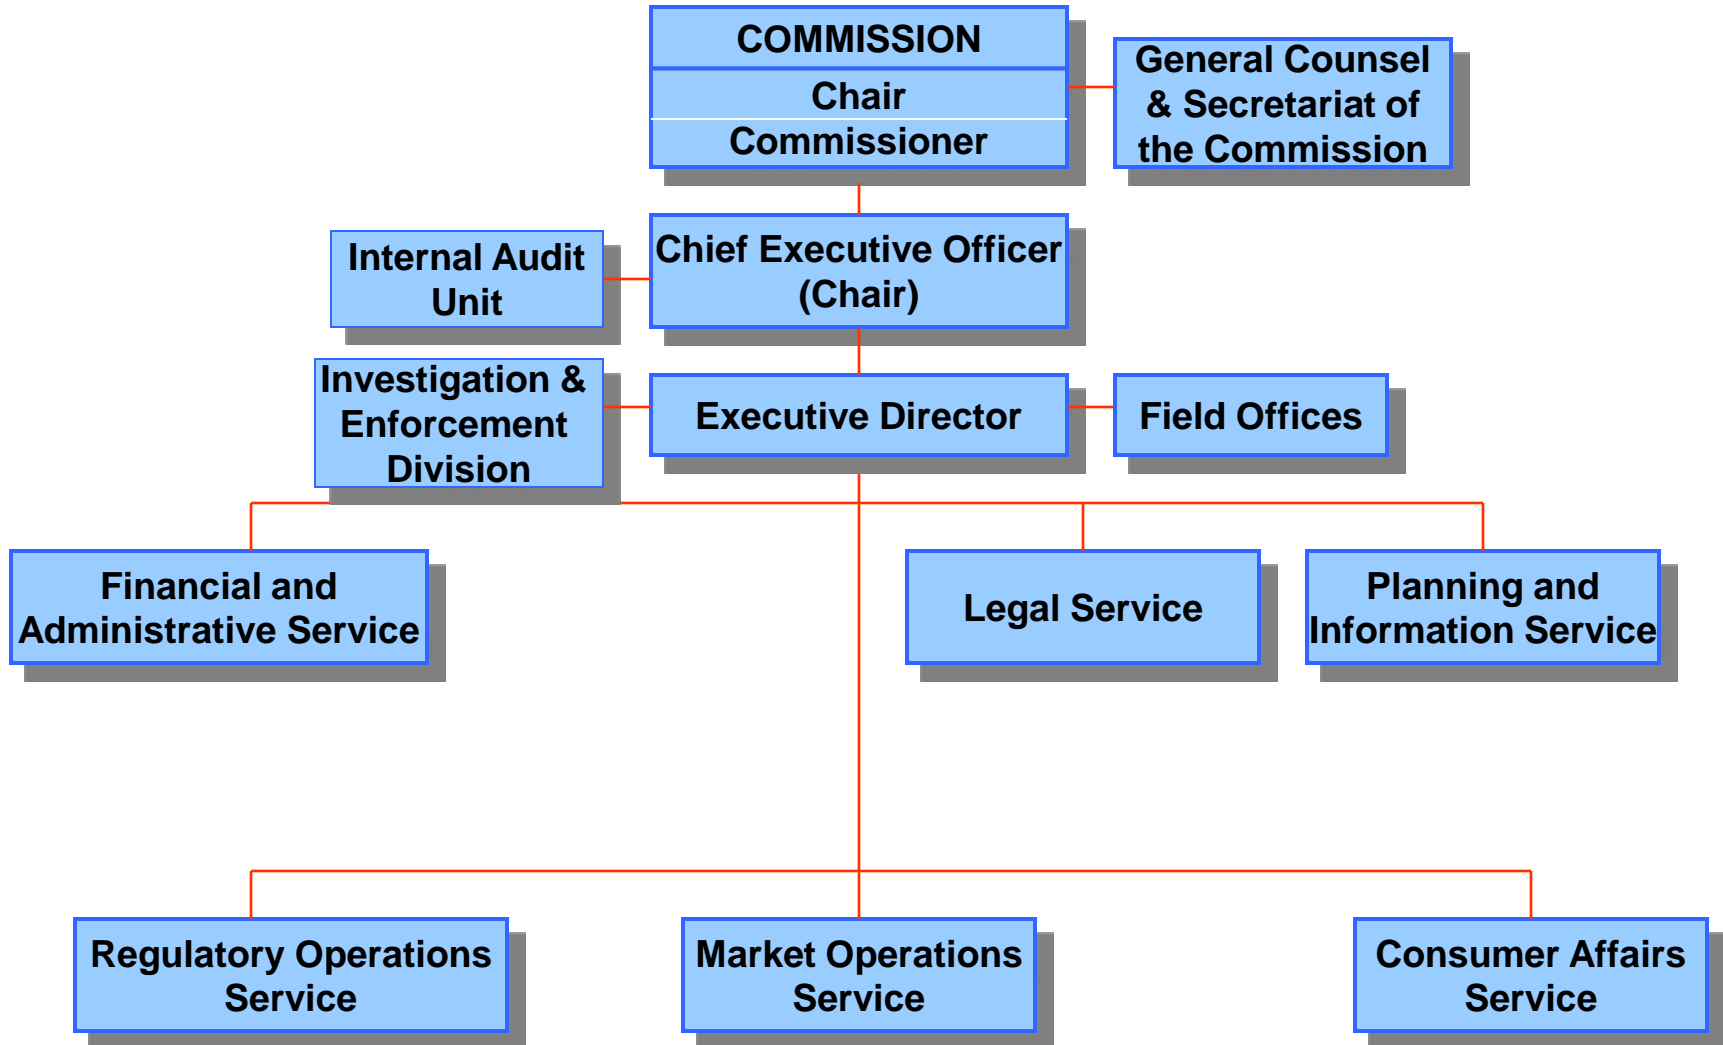 COMMISSION
Chair
Commissioner
General Counsel
& Secretariat of
the Commission
Chief Executive Officer
(Chair)
Internal Audit
Unit
Investigation &
Enforcement
Division
Executive Director
Field Offices
Financial and
Administrative Service
Legal Service
Planning and
Information Service
Regulatory Operations
Service
Market Operations
Service
Consumer Affairs
Service